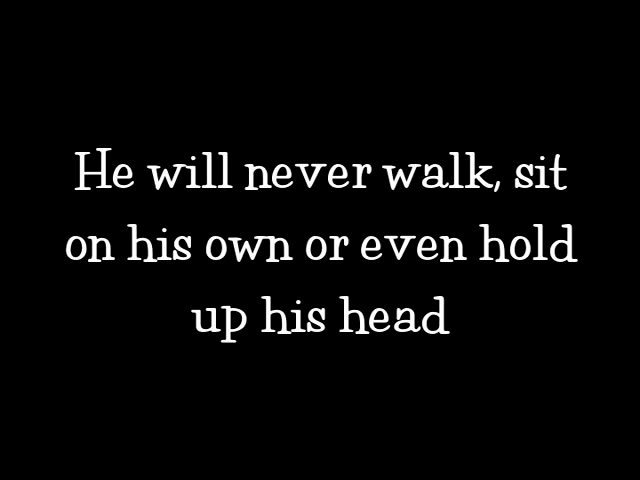 He will never walk, sit
on his own or even hold
up his head